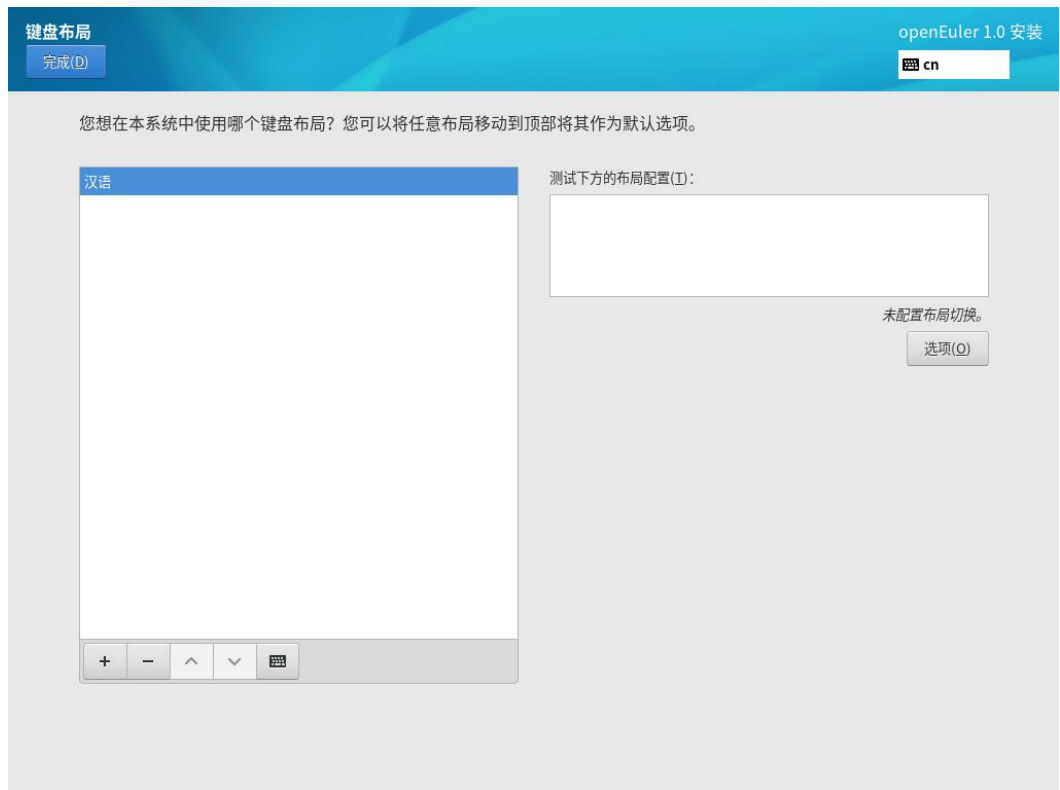 键盘布局
openEuler 1.0 安装
完成(D)
cn
您想在本系统中使用哪个键盘布局？您可以将任意布局移动到顶部将其作为默认选项。
汉语
测试下方的布局配置(T)：
未配置布局切换。
选项(O)